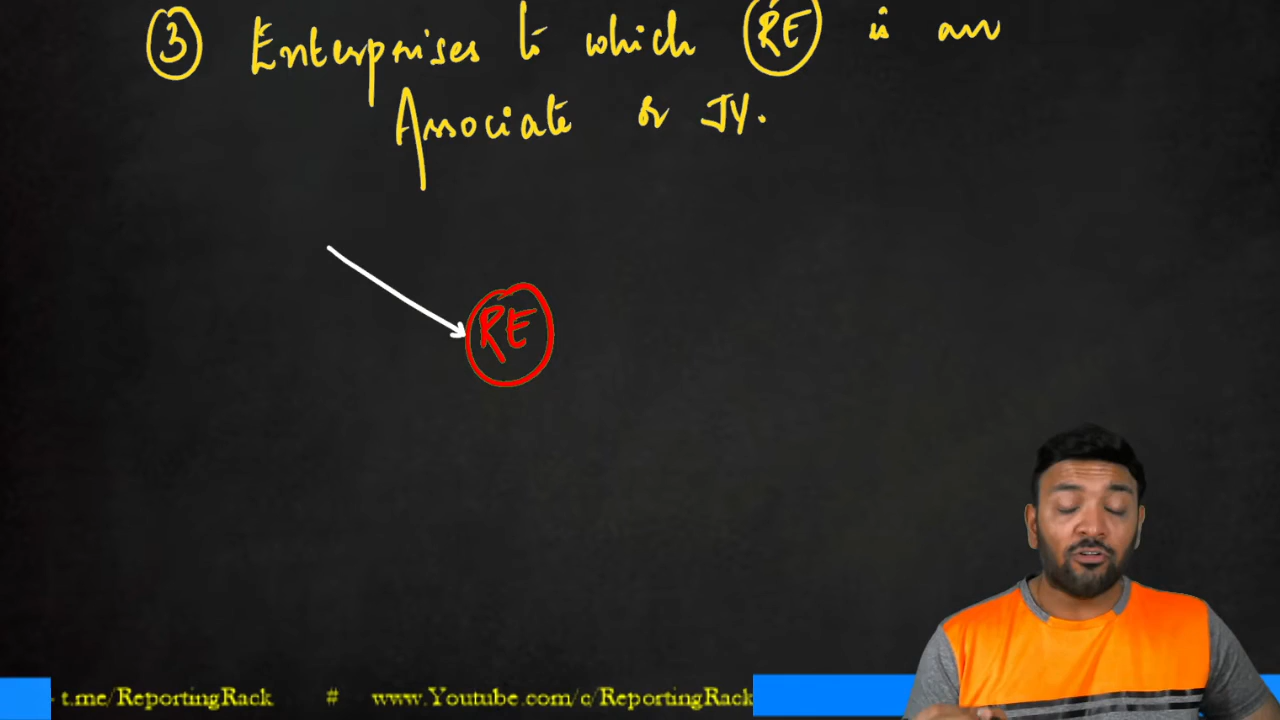 ③ Enterprises to which RE is an
Associate or JV.
RE
t.me/ReportingRack # www.Youtube.com/c/ReportingRack